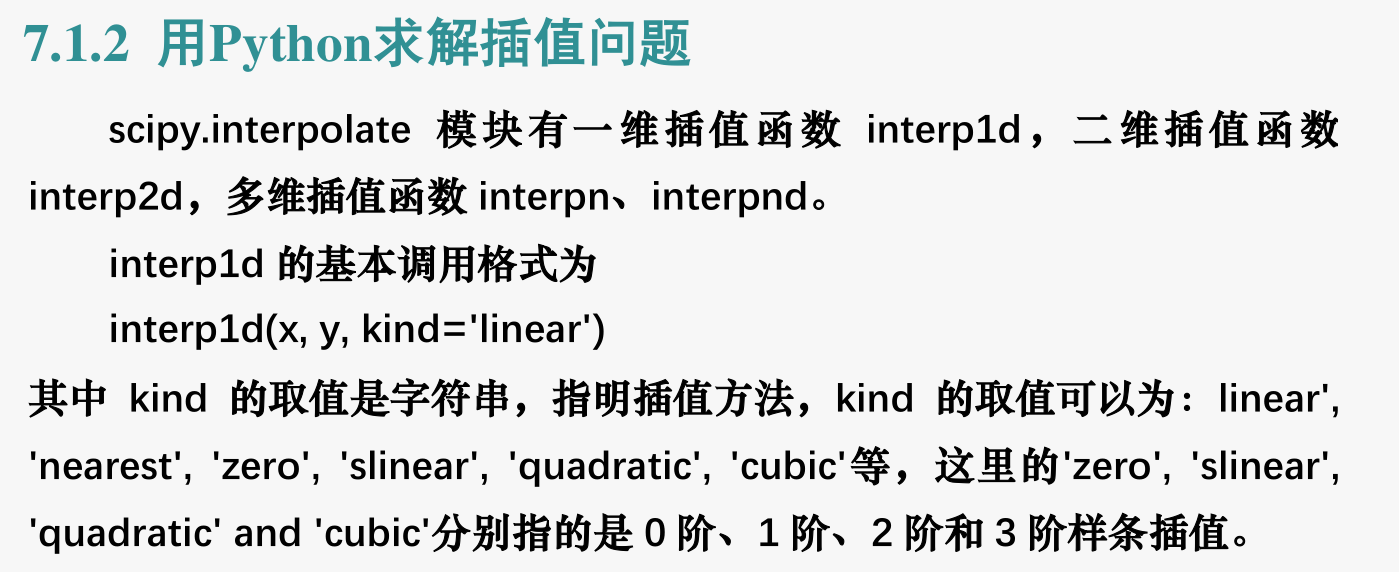 7.1.2 用Python求解插值问题
scipy.interpolate 模块有一维插值函数 interp1d，二维插值函数
interp2d，多维插值函数 interpn、interpnd。
interp1d 的基本调用格式为
interp1d(x, y, kind='linear')
其中 kind 的取值是字符串，指明插值方法，kind 的取值可以为：linear',
'nearest', 'zero', 'slinear', 'quadratic', 'cubic'等，这里的'zero', 'slinear',
'quadratic' and 'cubic'分别指的是 0 阶、1 阶、2 阶和 3 阶样条插值。